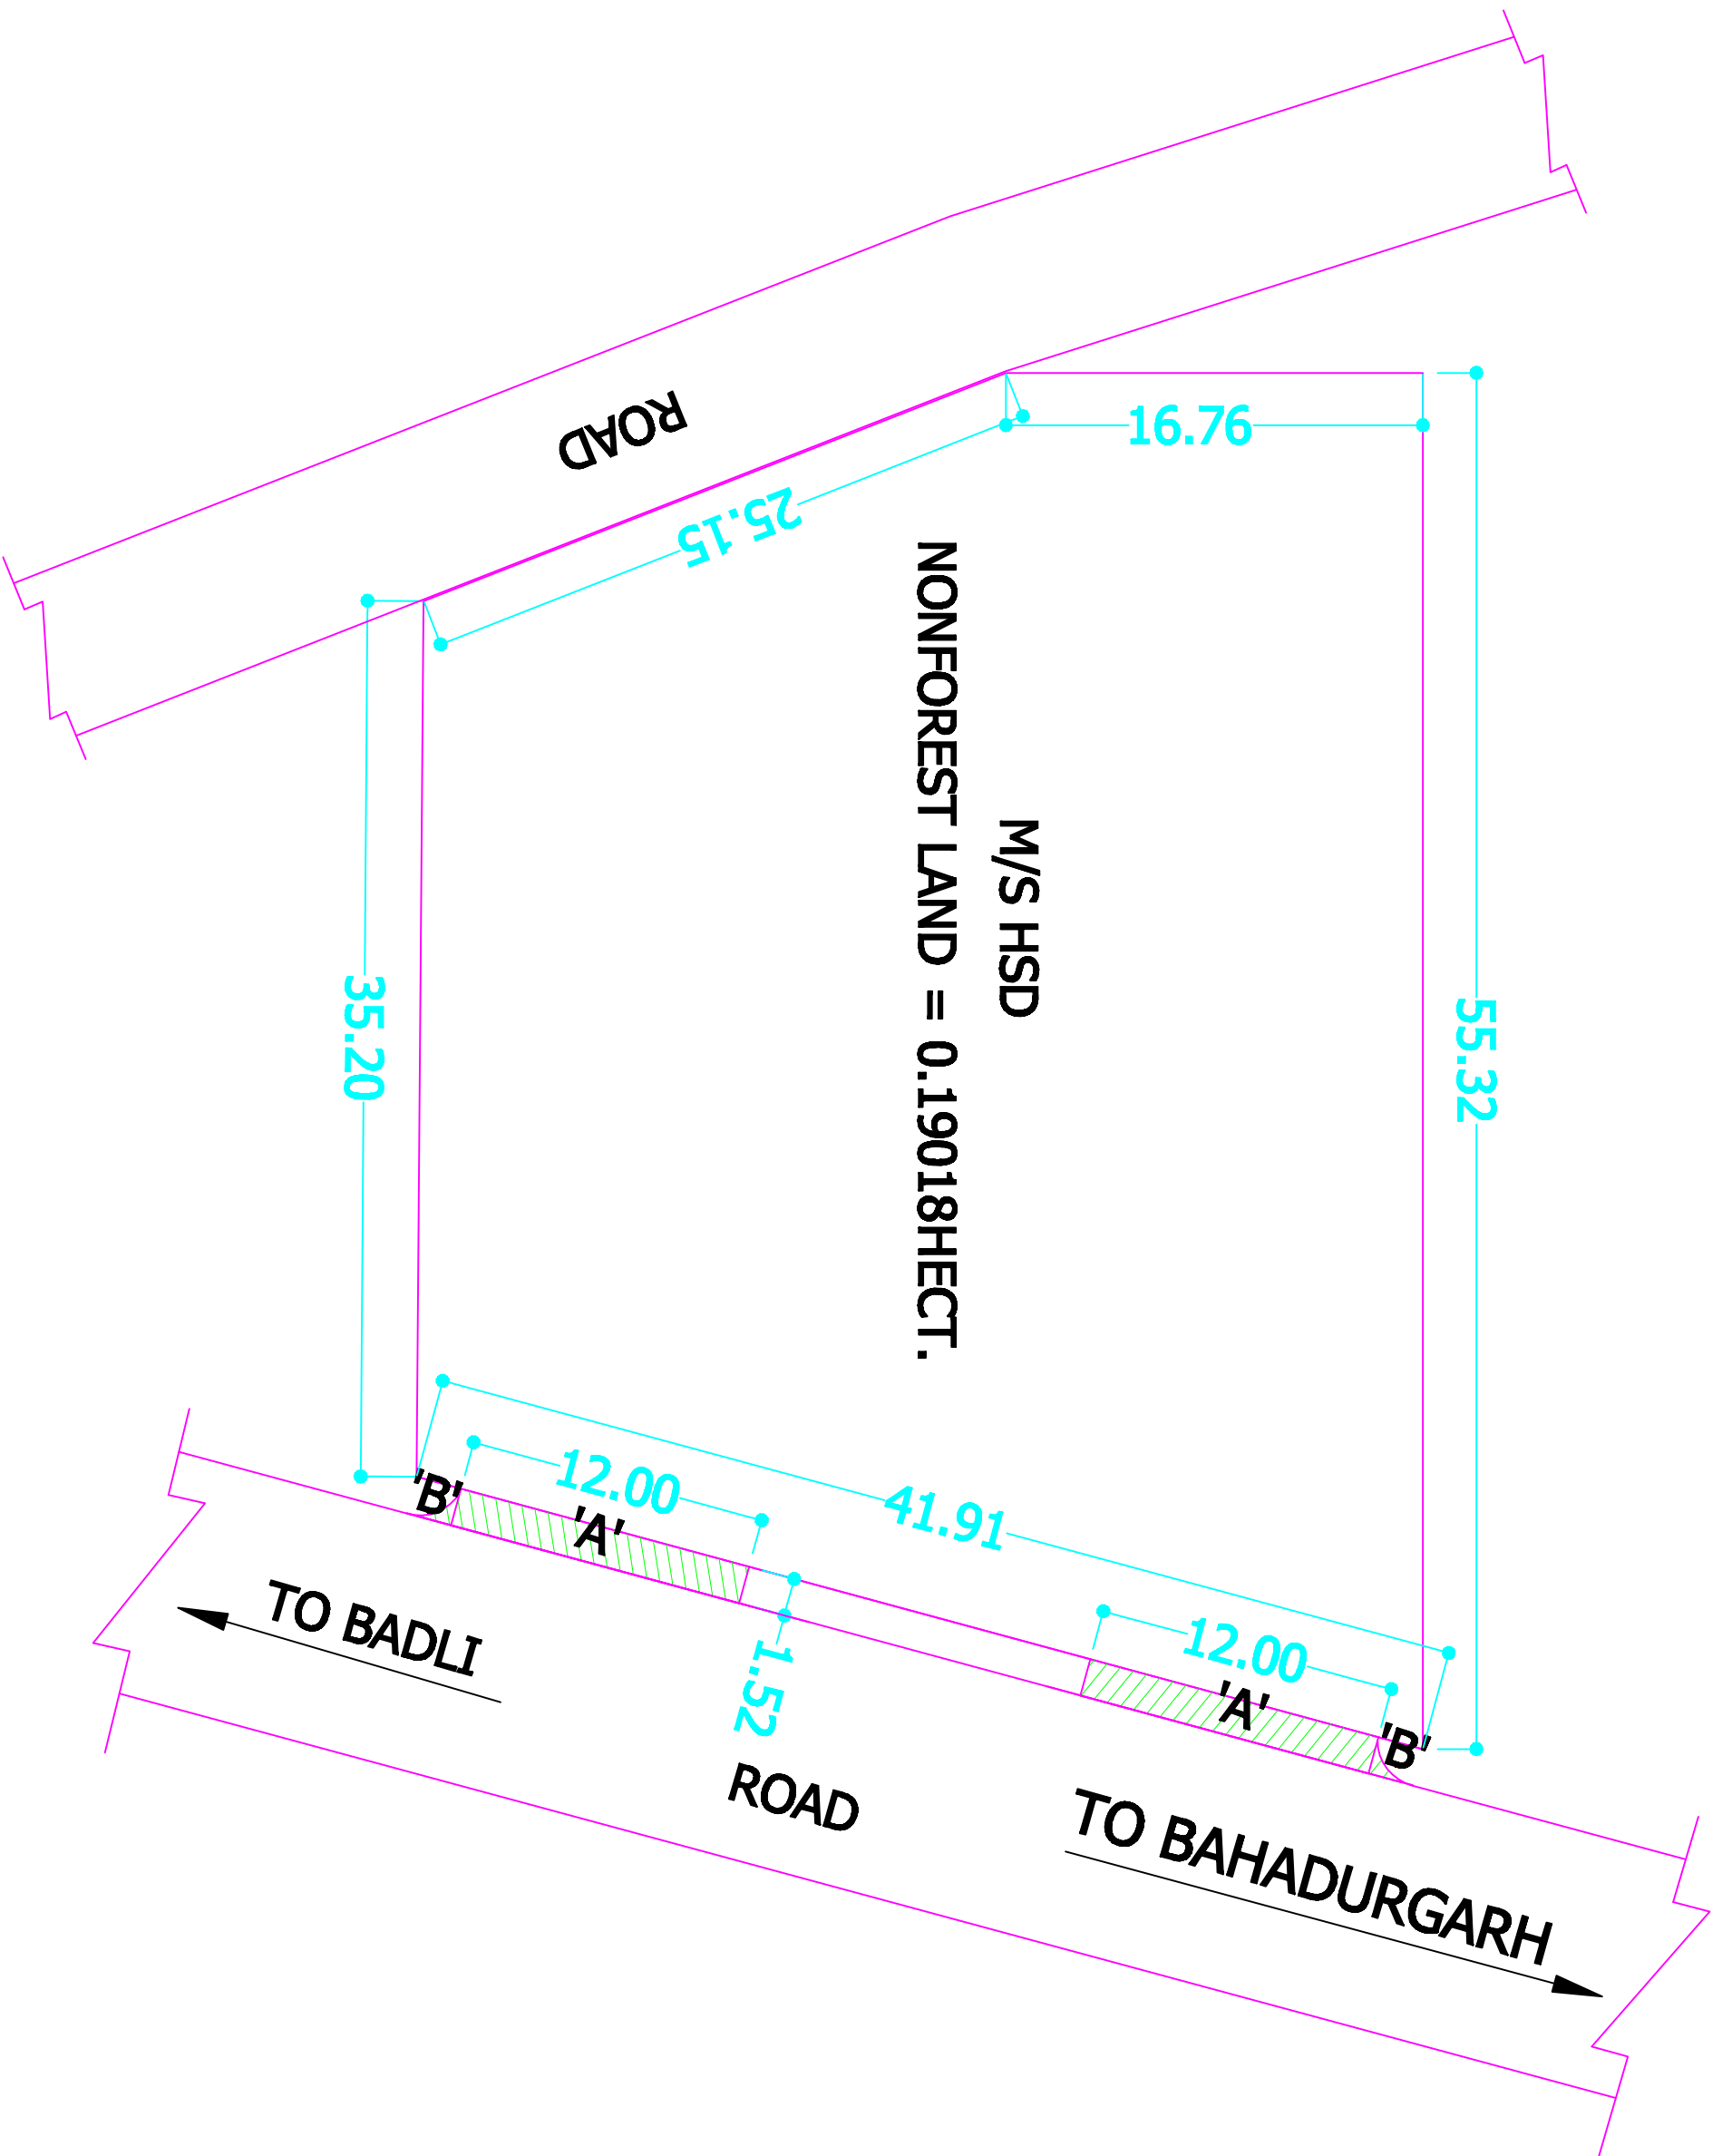 ROAD
16.76
25.15
M/S HSD
NONFOREST LAND = 0.19018HECT.
55.32
35.20
'B'
12.00
'A'
41.91
12.00
'A'
'B'
1.52
TO BADLI
ROAD
TO BAHADURGARH